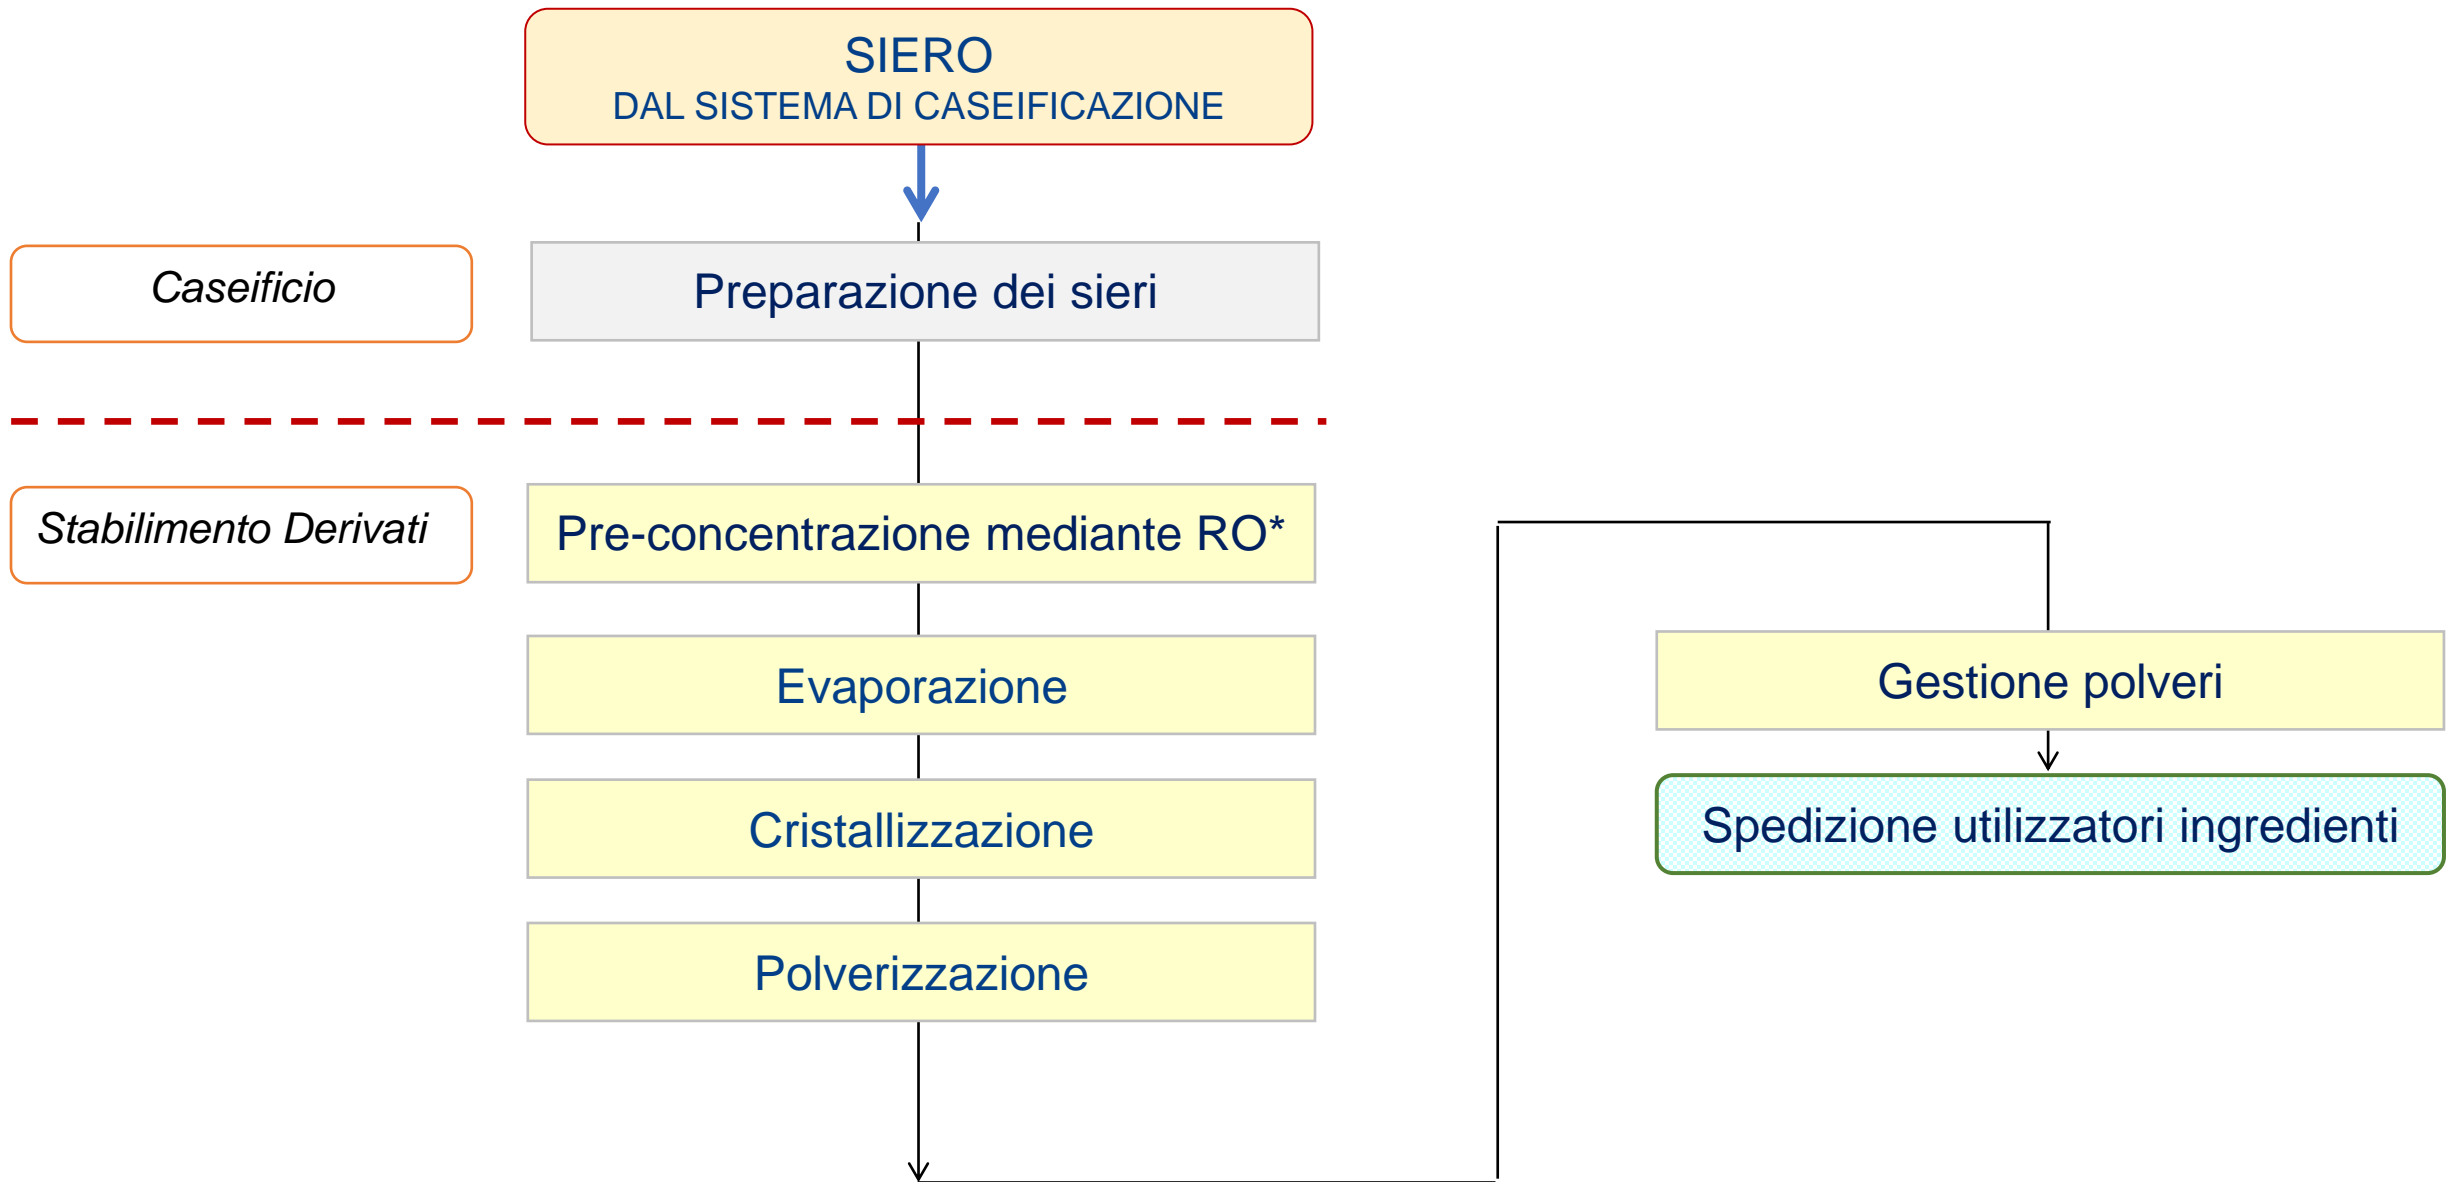 SIERO
DAL SISTEMA DI CASEIFICAZIONE
Caseificio
Preparazione dei sieri
Stabilimento Derivati
Pre-concentrazione mediante RO*
Evaporazione
Cristallizzazione
Polverizzazione
Gestione polveri
Spedizione utilizzatori ingredienti